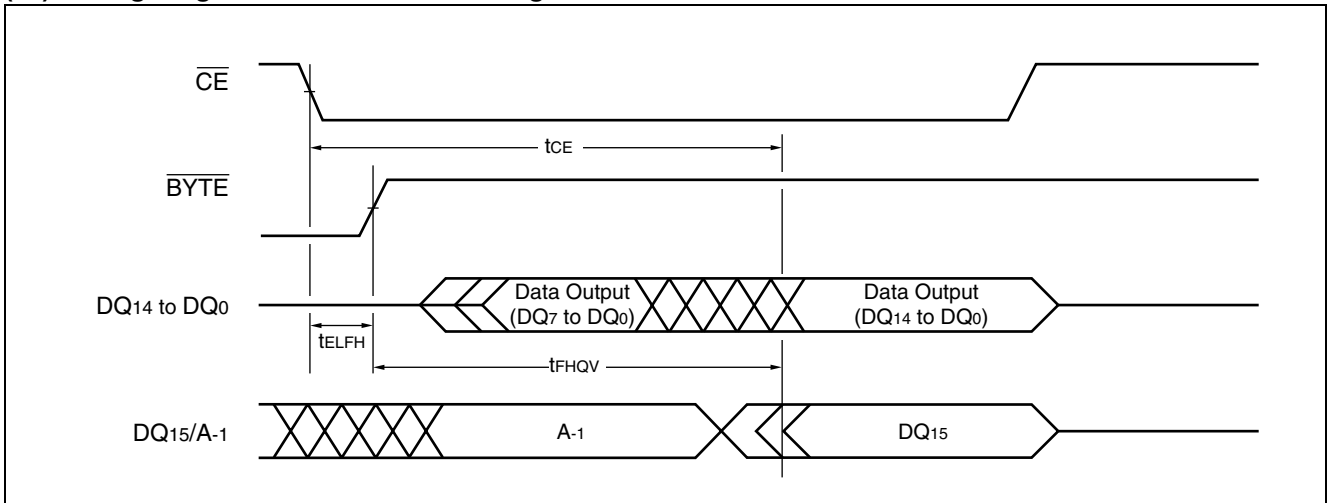 CE
tCE
BYTE
DQ14 to DQ0
Data Output
(DQ7 to DQ0)
Data Output
(DQ14 to DQ0)
tELFH
tFHQV
DQ15/A-1
A-1
DQ15